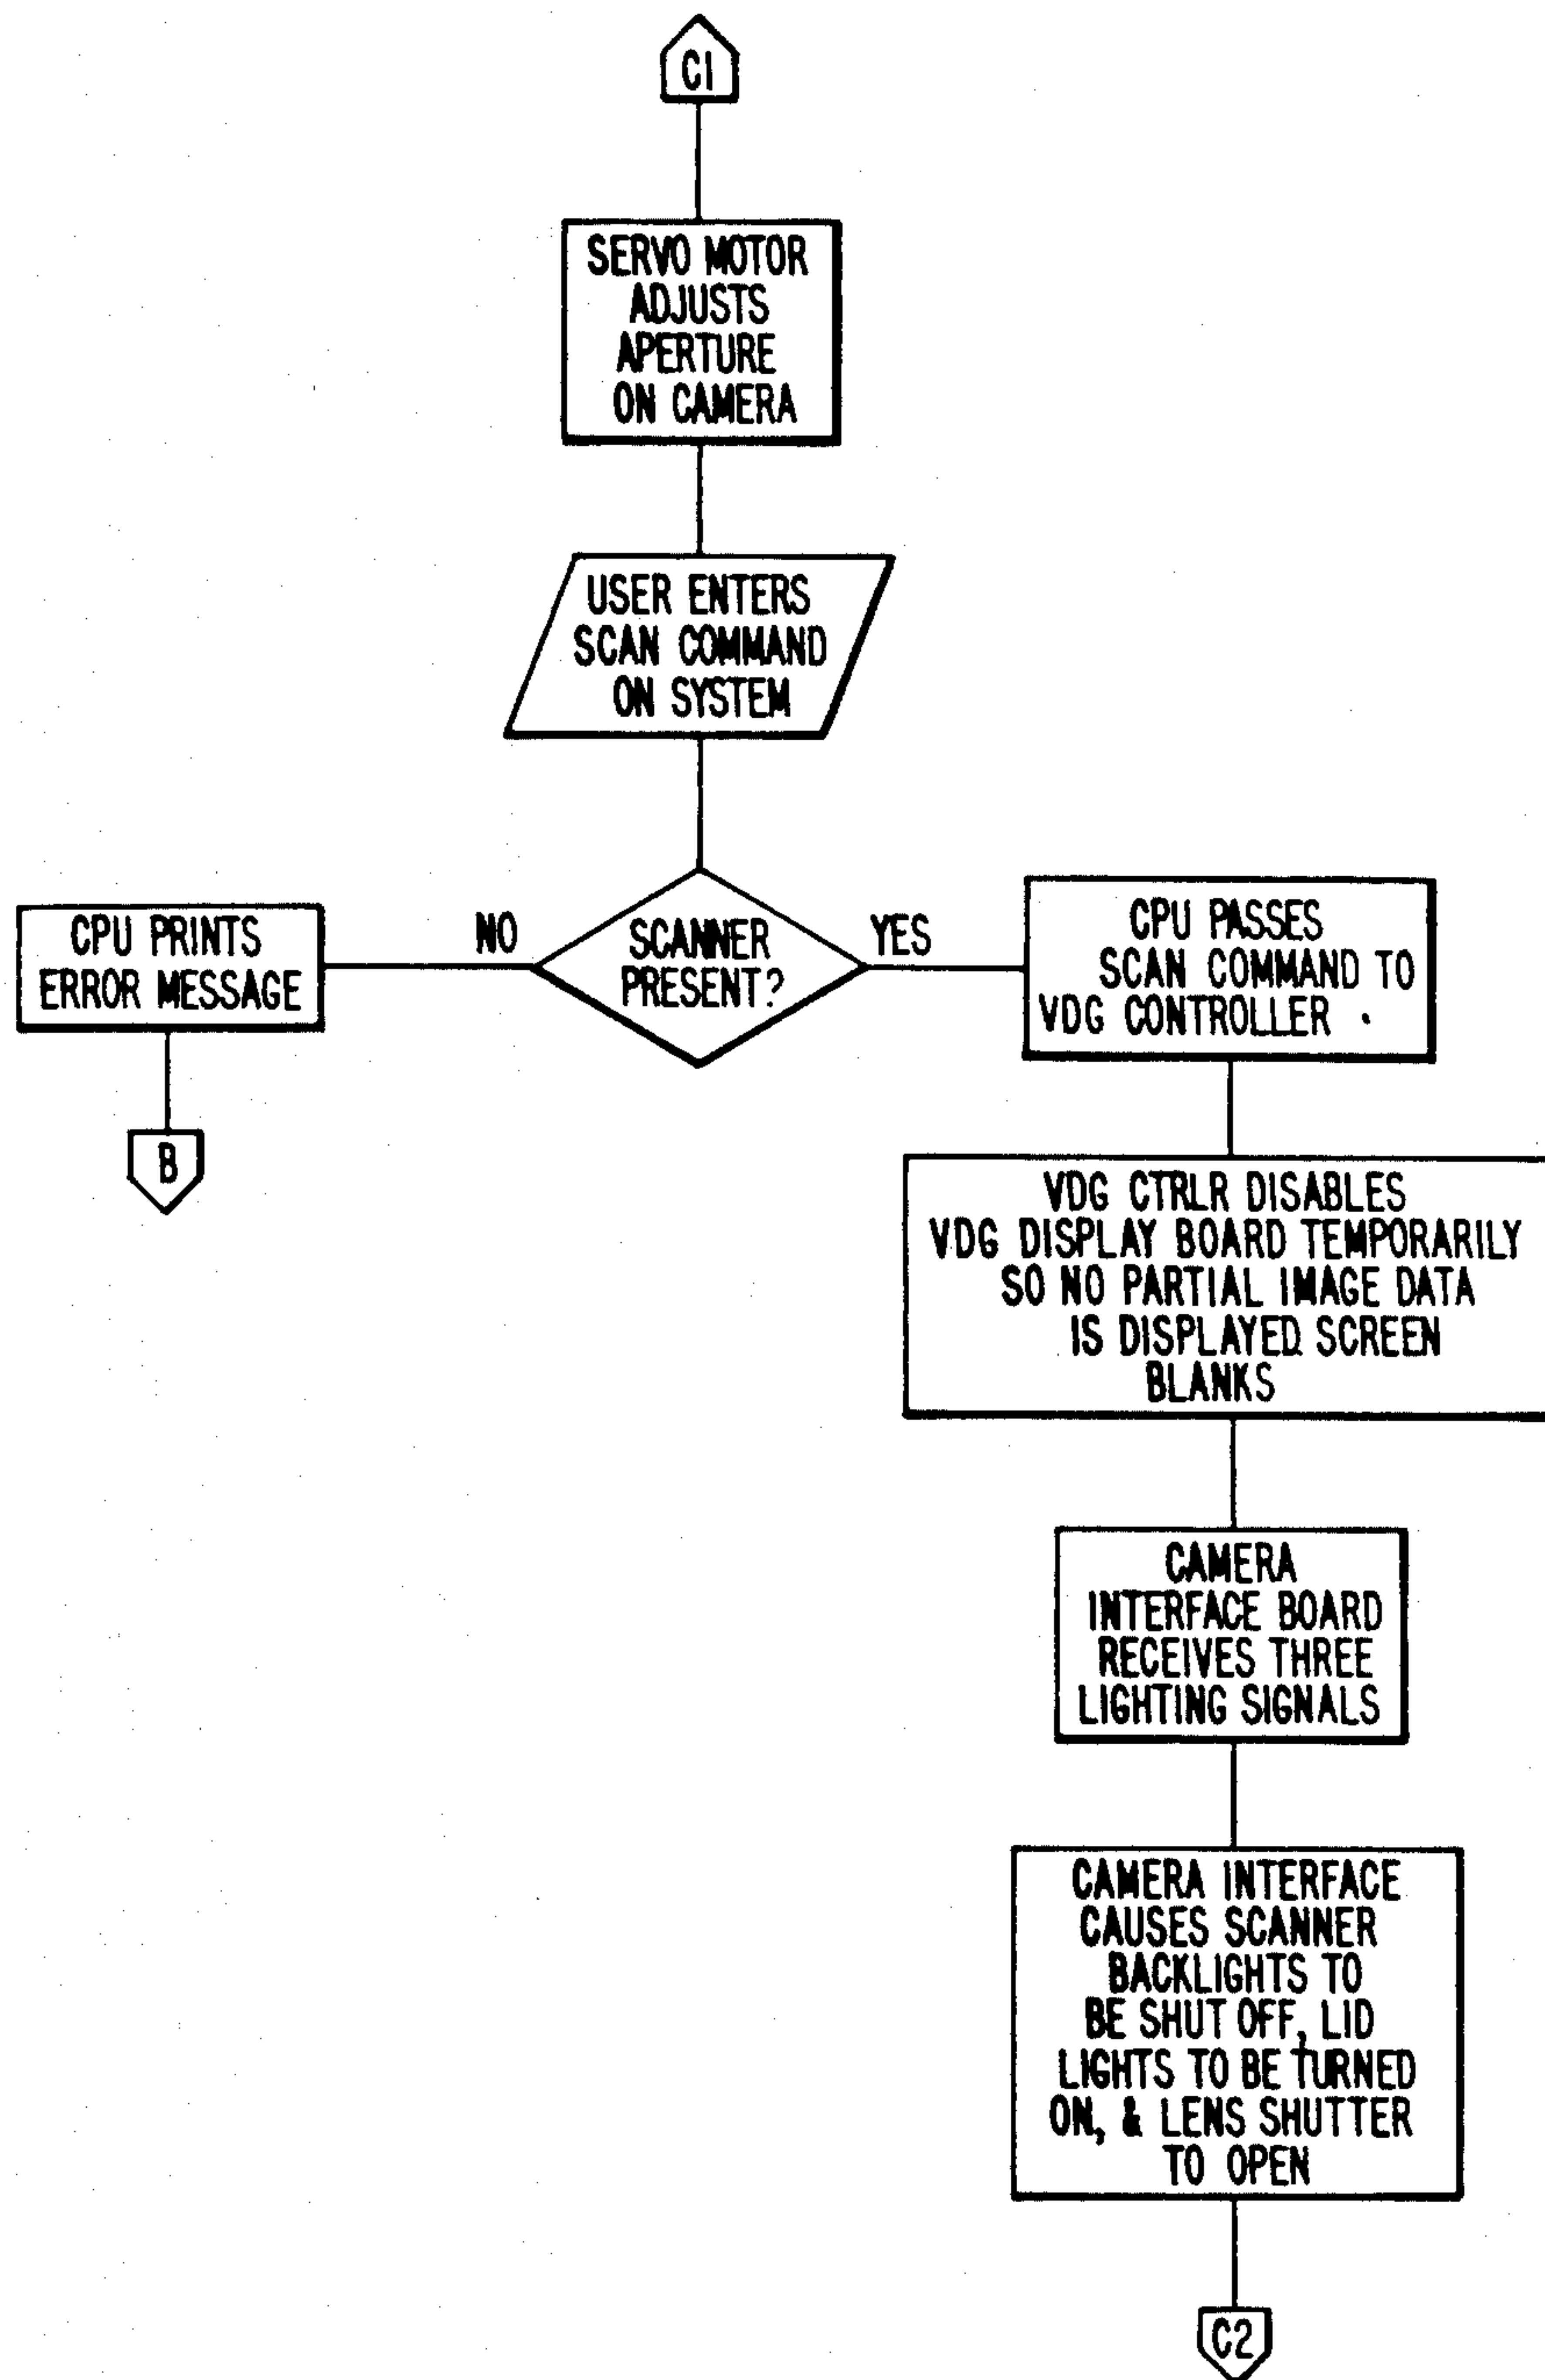 C1
SERVO MOTOR
ADJUSTS
APERTURE
ON CAMERA
USER ENTERS
SCAN COMMAND
ON SYSTEM
SCANNER
PRESENT?
NO
CPU PRINTS
ERROR MESSAGE
B
YES
CPU PASSES
SCAN COMMAND TO
VDG CONTROLLER .
VDG CTRLR DISABLES
VDG DISPLAY BOARD TEMPORARILY
SO NO PARTIAL IMAGE DATA
IS DISPLAYED. SCREEN
BLANKS
CAMERA
INTERFACE BOARD
RECEIVES THREE
LIGHTING SIGNALS
CAMERA INTERFACE
CAUSES SCANNER
BACKLIGHTS TO
BE SHUT OFF, LID
LIGHTS TO BE TURNED
ON, & LENS SHUTTER
TO OPEN
C2